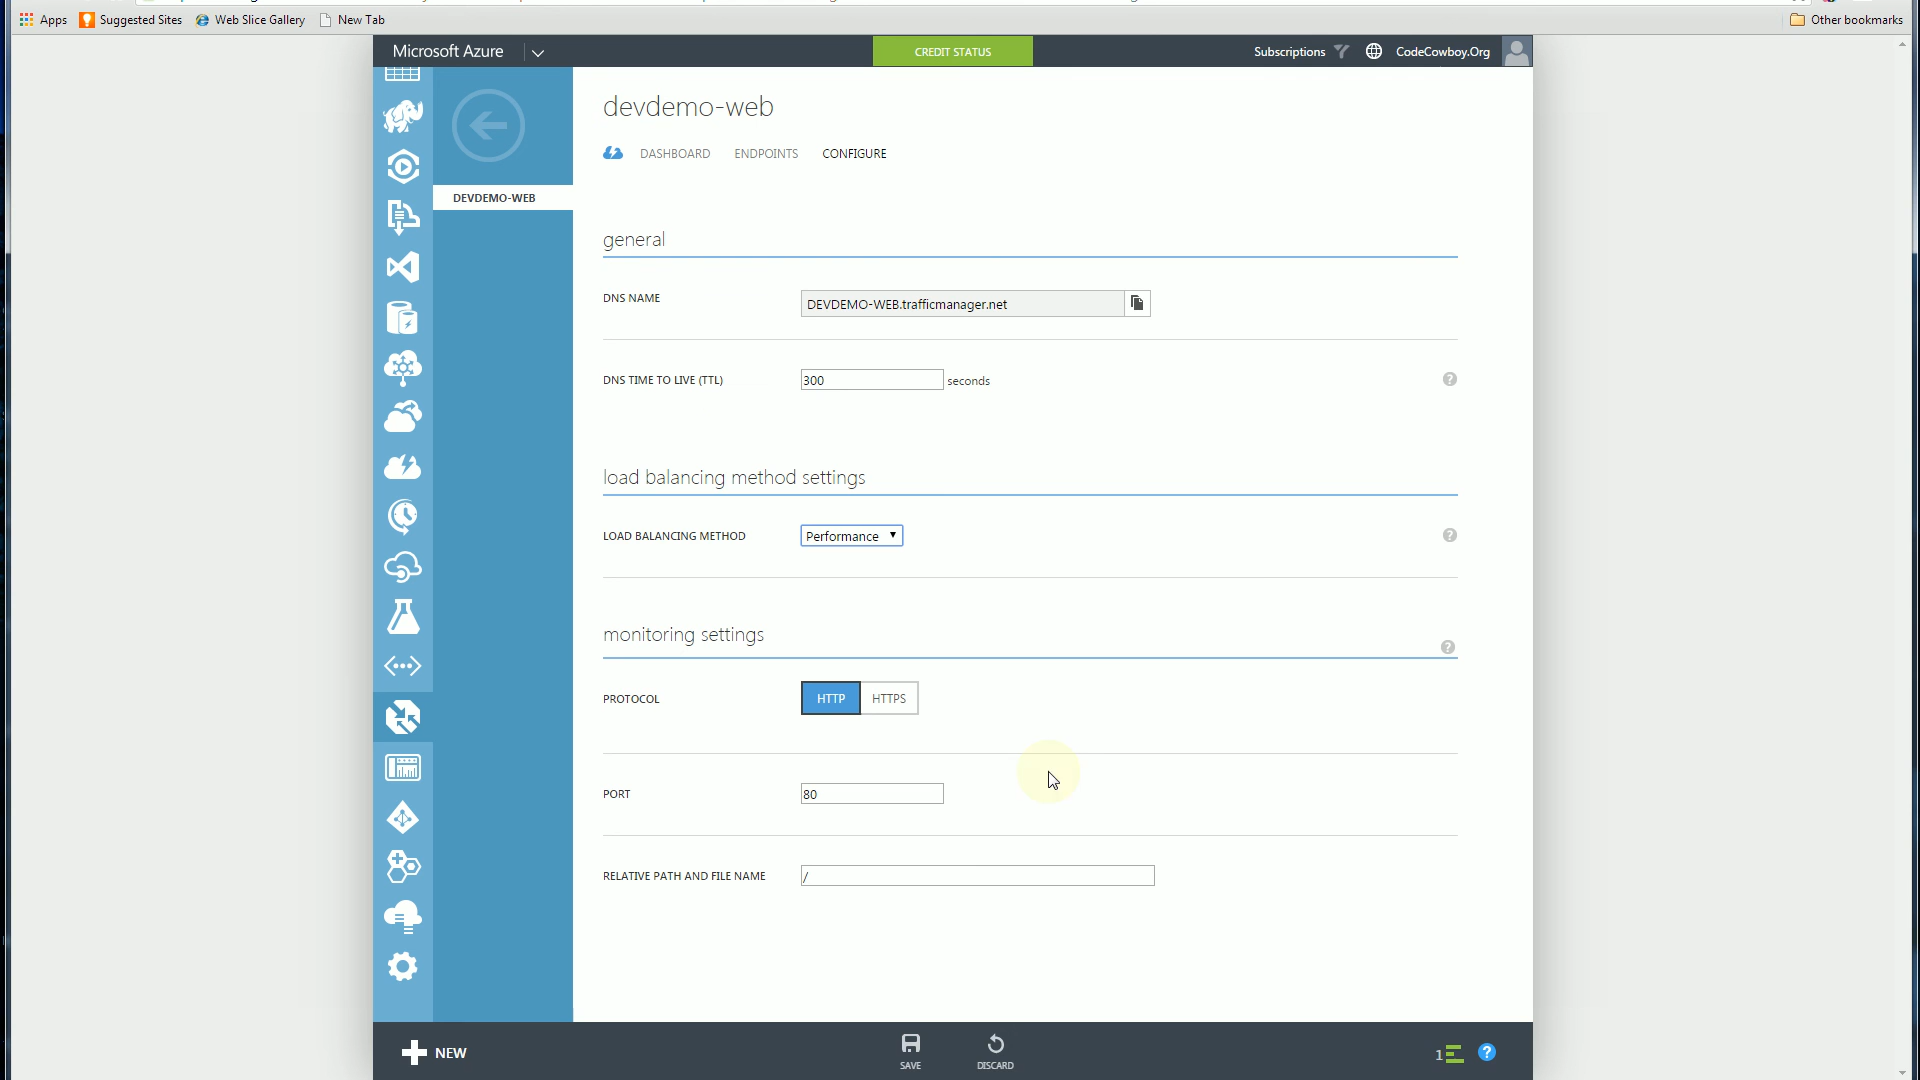 Apps Suggested Sites Web Slice Gallery New Tab Other bookmarks
Microsoft Azure CREDIT STATUS Subscriptions CodeCowboy.Org
devdemo-web
DASHBOARD ENDPOINTS CONFIGURE
DEVDEMO-WEB
general
DNS NAME DEVDEMO-WEB.trafficmanager.net
DNS TIME TO LIVE (TTL) 300 seconds ?
load balancing method settings
LOAD BALANCING METHOD Performance ?
monitoring settings ?
PROTOCOL HTTP HTTPS
PORT 80
RELATIVE PATH AND FILE NAME /
NEW SAVE DISCARD 1 ?